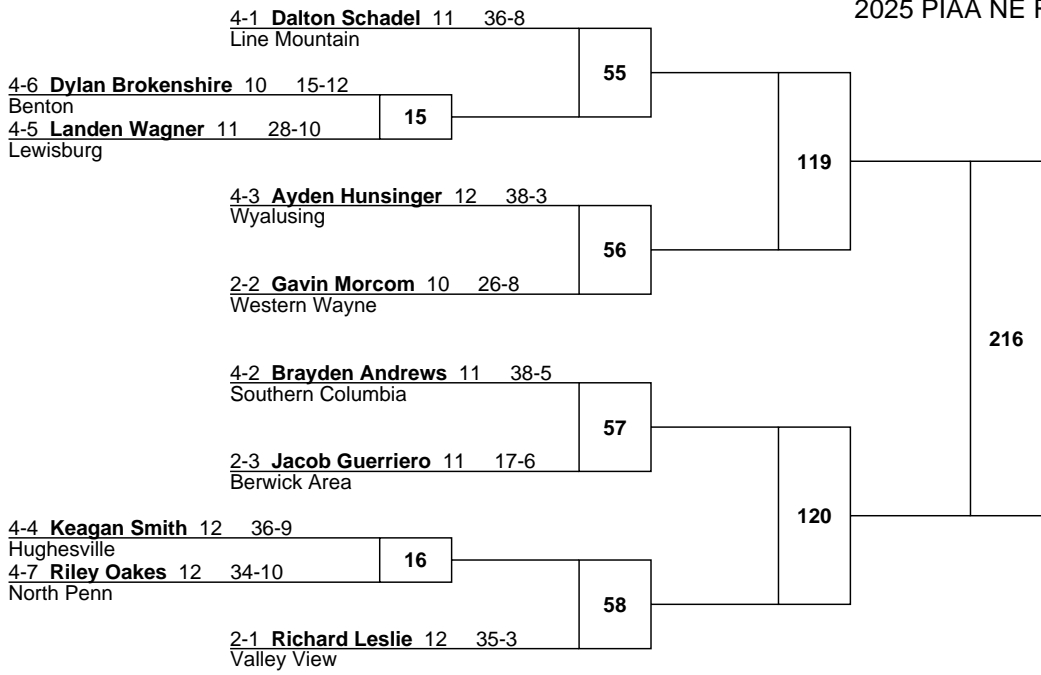 2025 PIAA NE
4-1 Dalton Schadel 11 36-8
Line Mountain
55
4-6 Dylan Brokenshire 10 15-12
Benton
15
4-5 Landen Wagner 11 28-10
Lewisburg
119
4-3 Ayden Hunsinger 12 38-3
Wyalusing
56
2-2 Gavin Morcom 10 26-8
Western Wayne
216
4-2 Brayden Andrews 11 38-5
Southern Columbia
57
2-3 Jacob Guerriero 11 17-6
Berwick Area
120
4-4 Keagan Smith 12 36-9
Hughesville
16
4-7 Riley Oakes 12 34-10
North Penn
58
2-1 Richard Leslie 12 35-3
Valley View